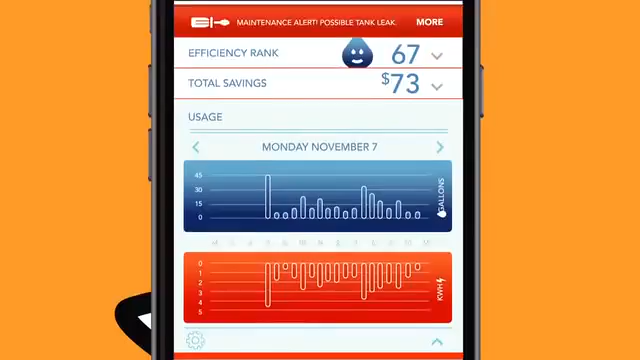 MAINTENANCE ALERT! POSSIBLE TANK LEAK. MORE
EFFICIENCY RANK 67
TOTAL SAVINGS $73
USAGE
MONDAY NOVEMBER 7
45
30
15
0
GALLONS
0
1
2
3
4
5
KWH